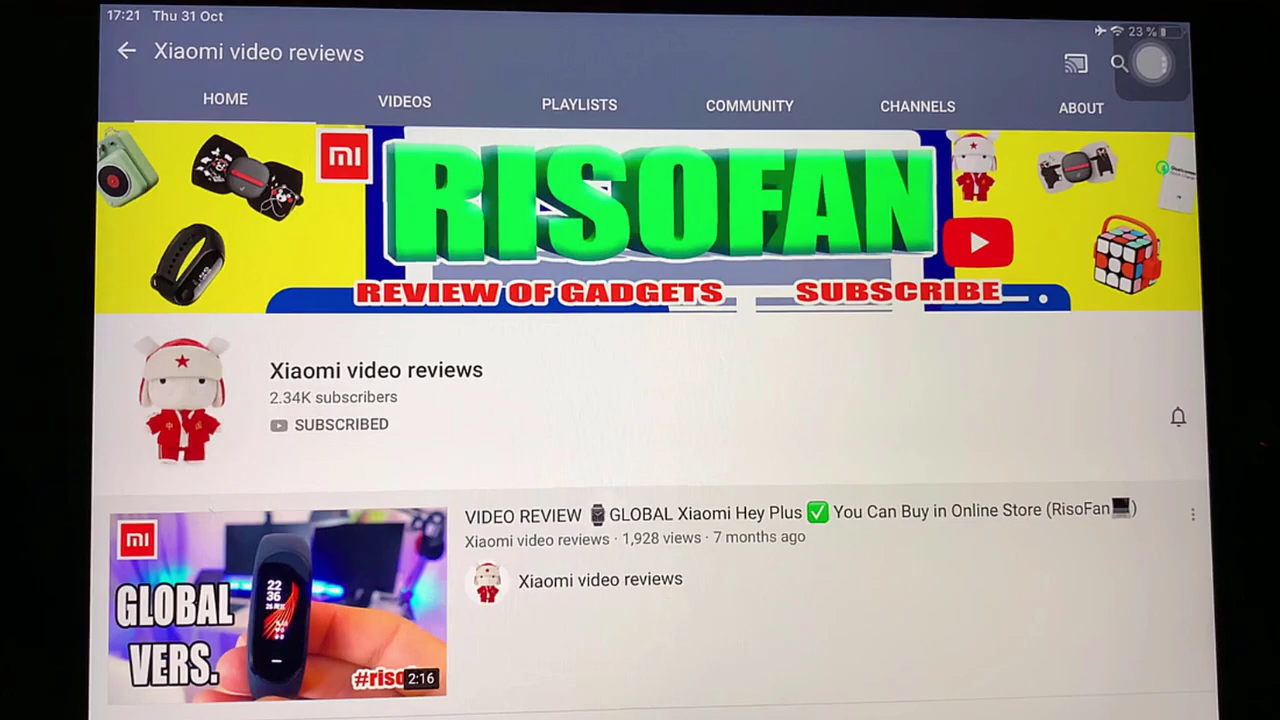 17:21 Thu 31 Oct
23 %
Xiaomi video reviews
HOME VIDEOS PLAYLISTS COMMUNITY CHANNELS ABOUT
mi
RISOFAN
REVIEW OF GADGETS SUBSCRIBE
Xiaomi video reviews
2.34K subscribers
SUBSCRIBED
VIDEO REVIEW ⌚ GLOBAL Xiaomi Hey Plus ✅ You Can Buy in Online Store (RisoFan💻)
Xiaomi video reviews · 1,928 views · 7 months ago
Xiaomi video reviews
mi
GLOBAL
VERS.
22
36
#riso
2:16